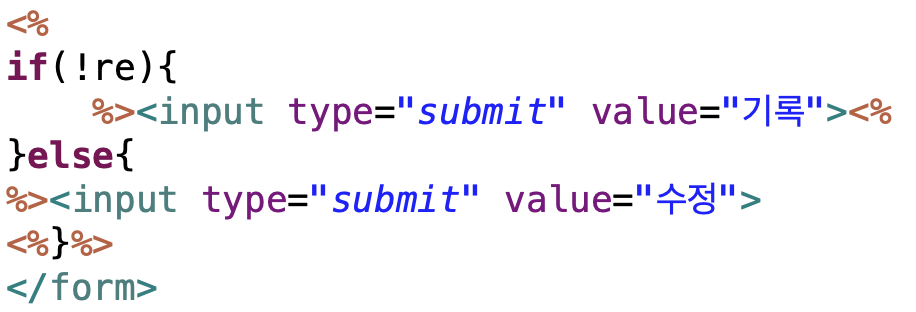 <%
if(!re){
    %><input type="submit" value="기록"><%
}else{
%><input type="submit" value="수정">
<%}%>
</form>